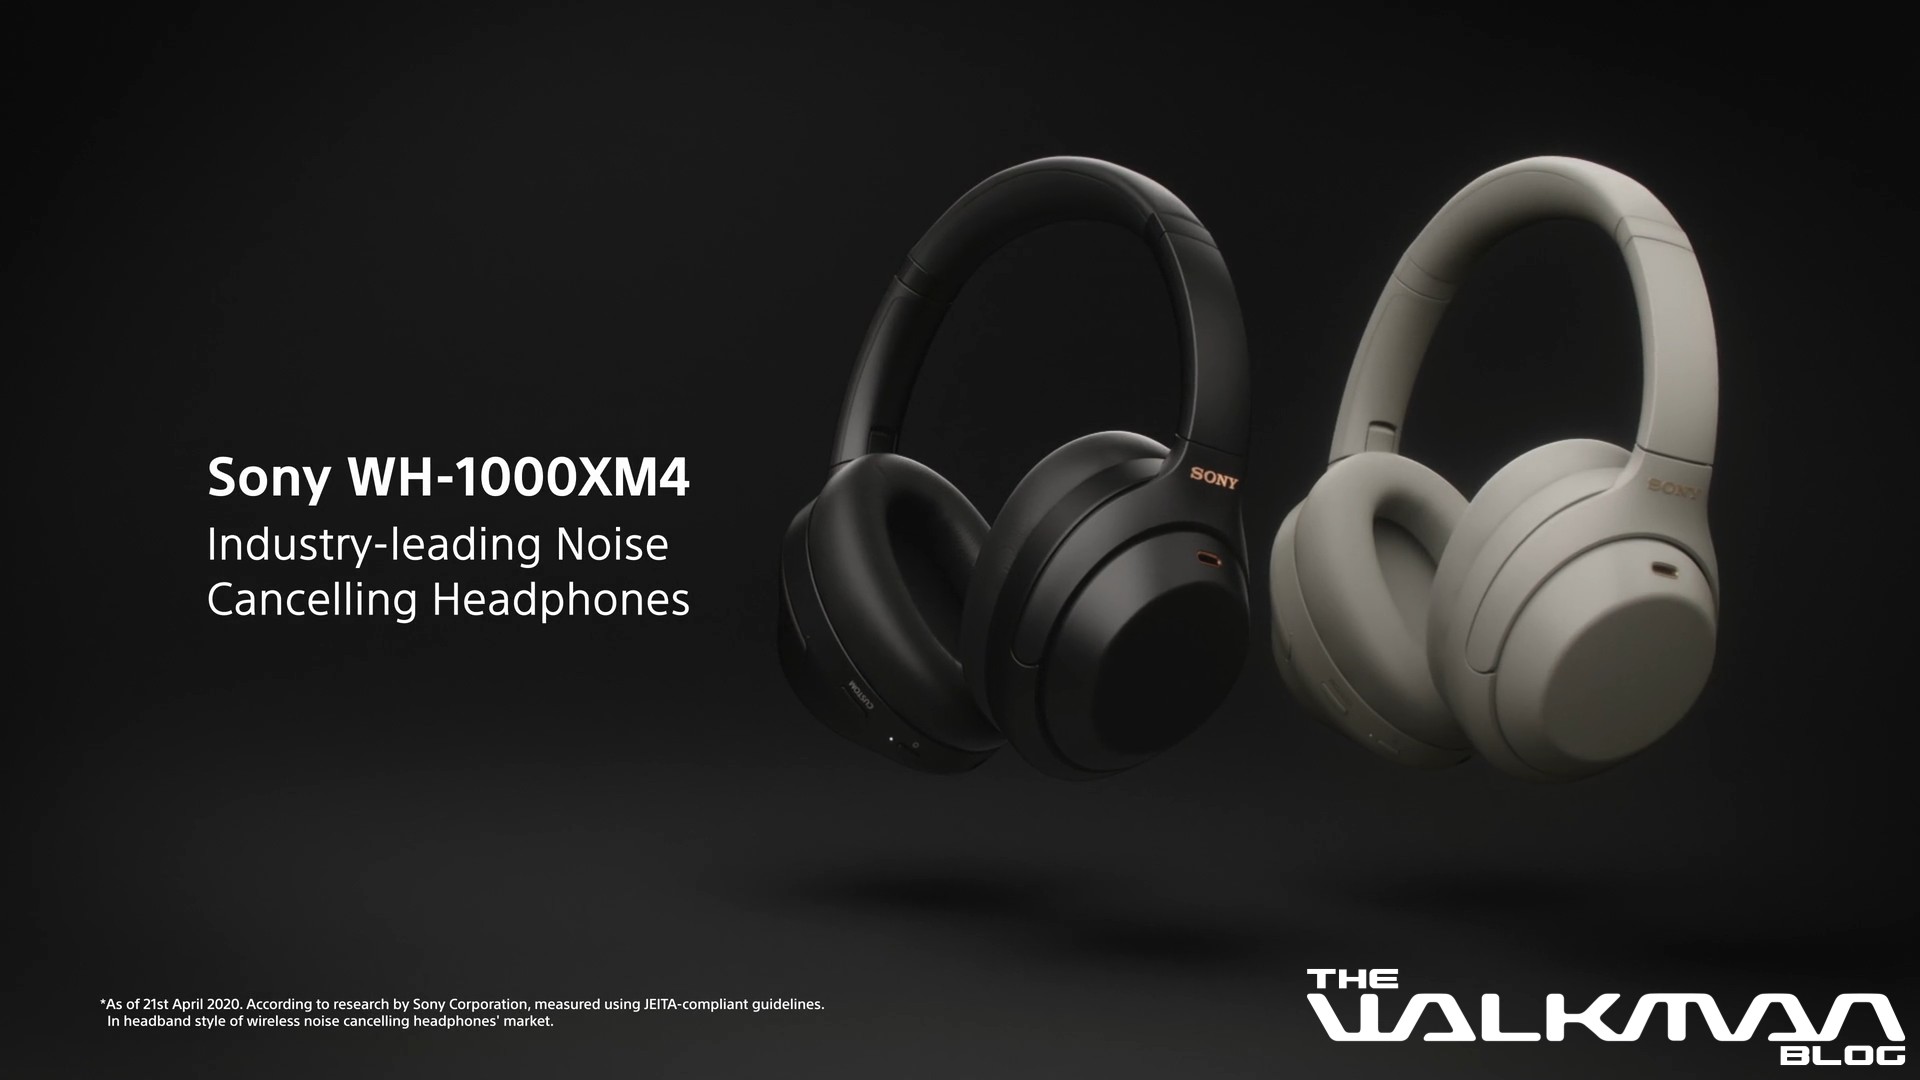 Sony WH-1000XM4
Industry-leading Noise
Cancelling Headphones
SONY
SONY
CUSTOM
*As of 21st April 2020. According to research by Sony Corporation, measured using JEITA-compliant guidelines.
In headband style of wireless noise cancelling headphones' market.
THE
WALKMAN
BLOG